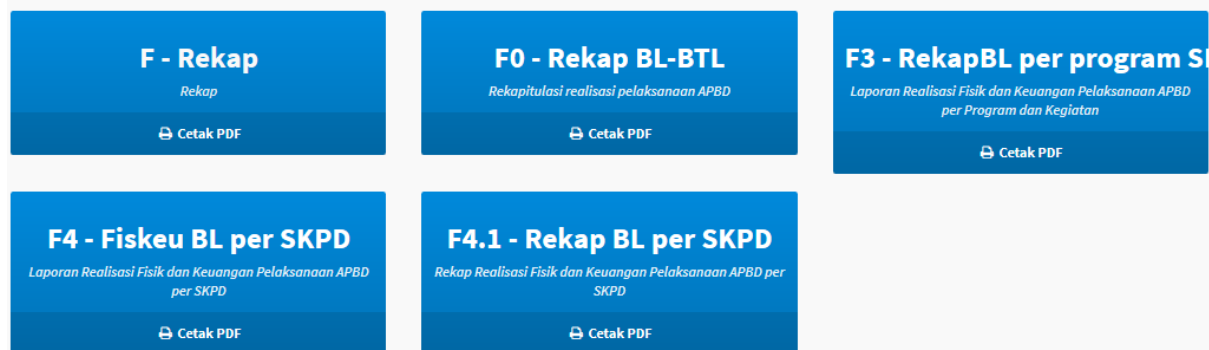 F - Rekap
Rekap
Cetak PDF
F0 - Rekap BL-BTL
Rekapitulasi realisasi pelaksanaan APBD
Cetak PDF
F3 - RekapBL per program
Laporan Realisasi Fisik dan Keuangan Pelaksanaan APBD
per Program dan Kegiatan
Cetak PDF
F4 - Fiskeu BL per SKPD
Laporan Realisasi Fisik dan Keuangan Pelaksanaan APBD
per SKPD
Cetak PDF
F4.1 - Rekap BL per SKPD
Rekap Realisasi Fisik dan Keuangan Pelaksanaan APBD per
SKPD
Cetak PDF